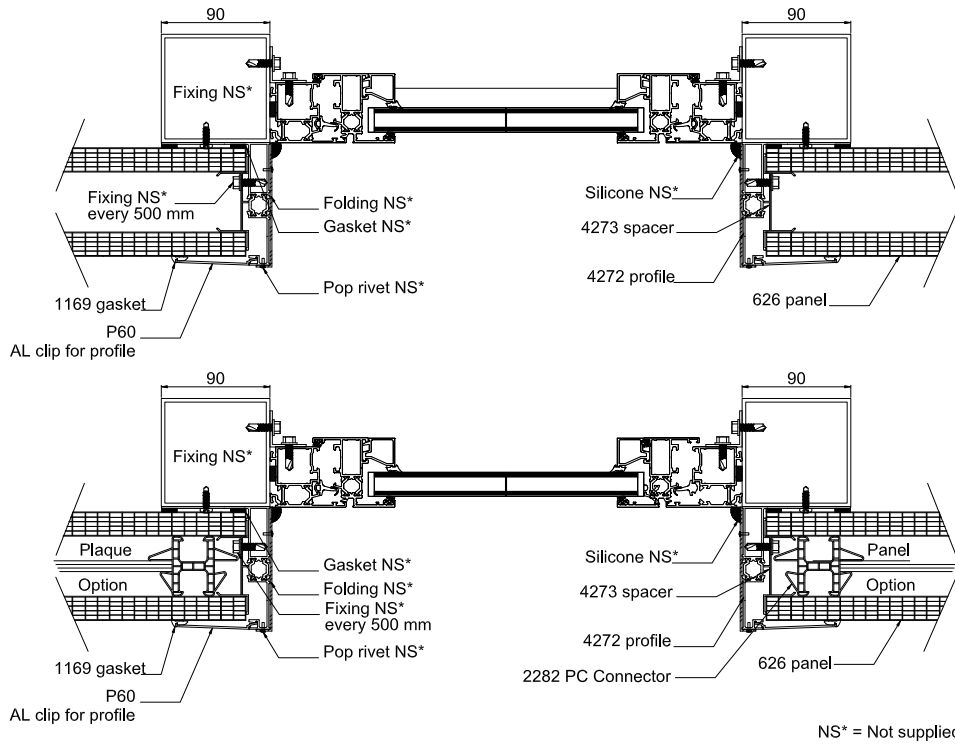 90
90
Fixing NS*
Fixing NS*
every 500 mm
Folding NS*
Gasket NS*
Silicone NS*
4273 spacer
4272 profile
Pop rivet NS*
1169 gasket
626 panel
P60
AL clip for profile
90
90
Fixing NS*
Plaque
Option
Gasket NS*
Folding NS*
Fixing NS*
every 500 mm
Pop rivet NS*
Silicone NS*
4273 spacer
Panel
Option
4272 profile
2282 PC Connector
626 panel
1169 gasket
P60
AL clip for profile
NS* = Not supplied